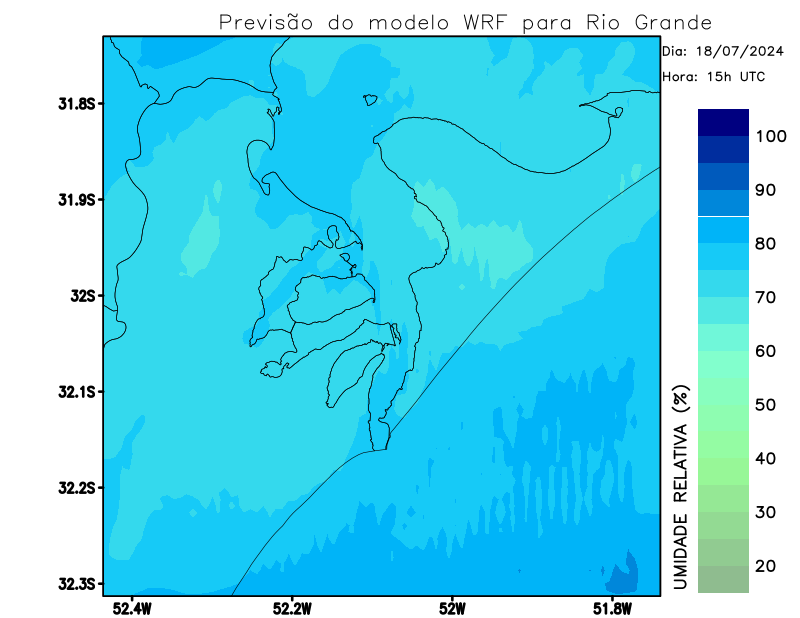 Previsão do modelo WRF para Rio Grande
Dia: 18/07/2024
Hora: 15h UTC
31.8S
31.9S
32S
32.1S
32.2S
32.3S
52.4W
52.2W
52W
51.8W
100
90
80
70
60
50
40
30
20
UMIDADE RELATIVA (%)